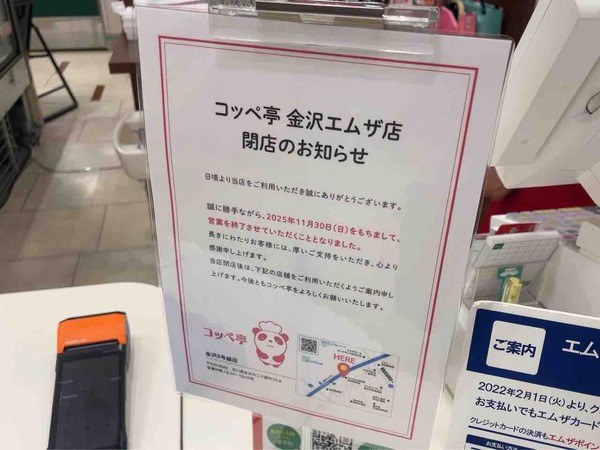 コッペ亭 金沢エムザ店
閉店のお知らせ
日頃より当店をご利用いただき誠にありがとうございます。
誠に勝手ながら、2025年11月30日(日)をもちまして、
営業を終了させていただくこととなりました。
長きにわたりお客様には、厚いご支持をいただき、心より
感謝申し上げます。
当店閉店後は、下記の店舗をご利用いただくようご案内申し
上げます。今後ともコッペ亭をよろしくお願いいたします。
コッペ亭
HERE
ご案内
エム
2022年2月1日(火)より、ク
お支払いでもエムザカード
クレジットカードの決済もエムザポイン
お支払い方法